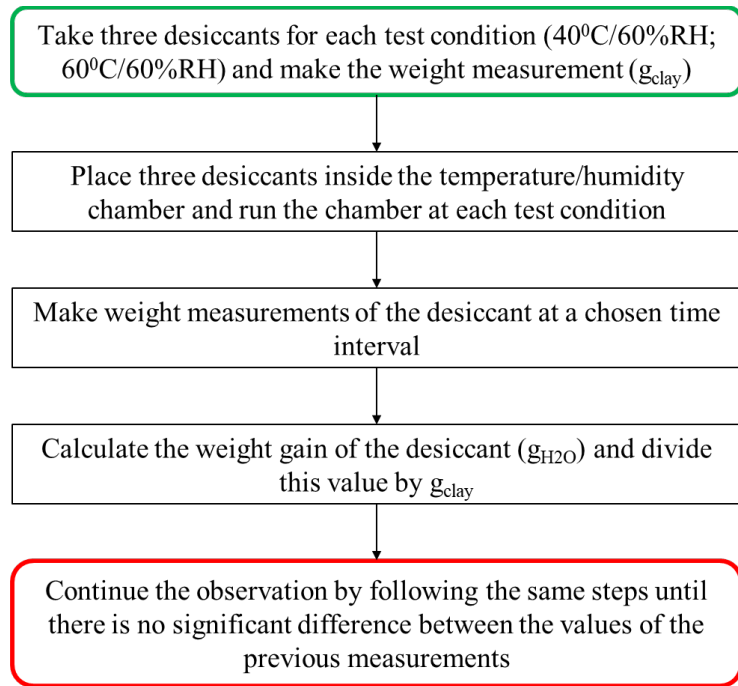 Take three desiccants for each test condition (40⁰C/60%RH;
60⁰C/60%RH) and make the weight measurement (g_clay)
Place three desiccants inside the temperature/humidity
chamber and run the chamber at each test condition
Make weight measurements of the desiccant at a chosen time
interval
Calculate the weight gain of the desiccant (g_H2O) and divide
this value by g_clay
Continue the observation by following the same steps until
there is no significant difference between the values of the
previous measurements